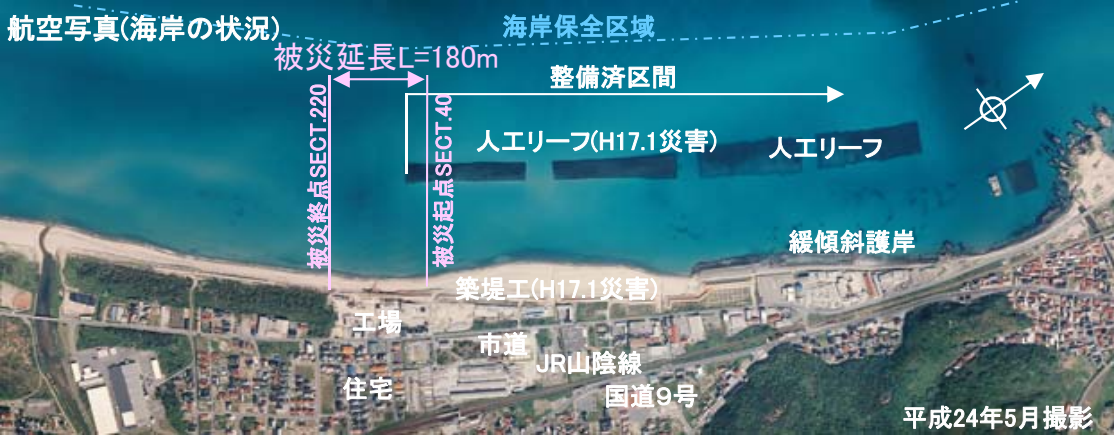 航空写真(海岸の状況)
海岸保全区域
被災延長L=180m
整備済区間
被災終点SECT.220
被災起点SECT.40
人工リーフ(H17.1災害)
人工リーフ
緩傾斜護岸
築堤工(H17.1災害)
工場
市道
JR山陰線
住宅
国道9号
平成24年5月撮影